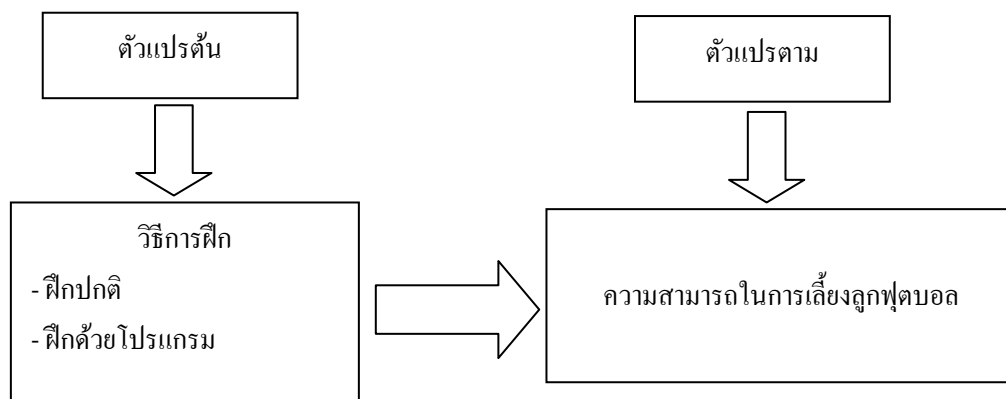 ตัวแปรต้น
ตัวแปรตาม
วิธีการฝึก
- ฝึกปกติ
- ฝึกด้วยโปรแกรม
ความสามารถในการเลี้ยงลูกฟุตบอล